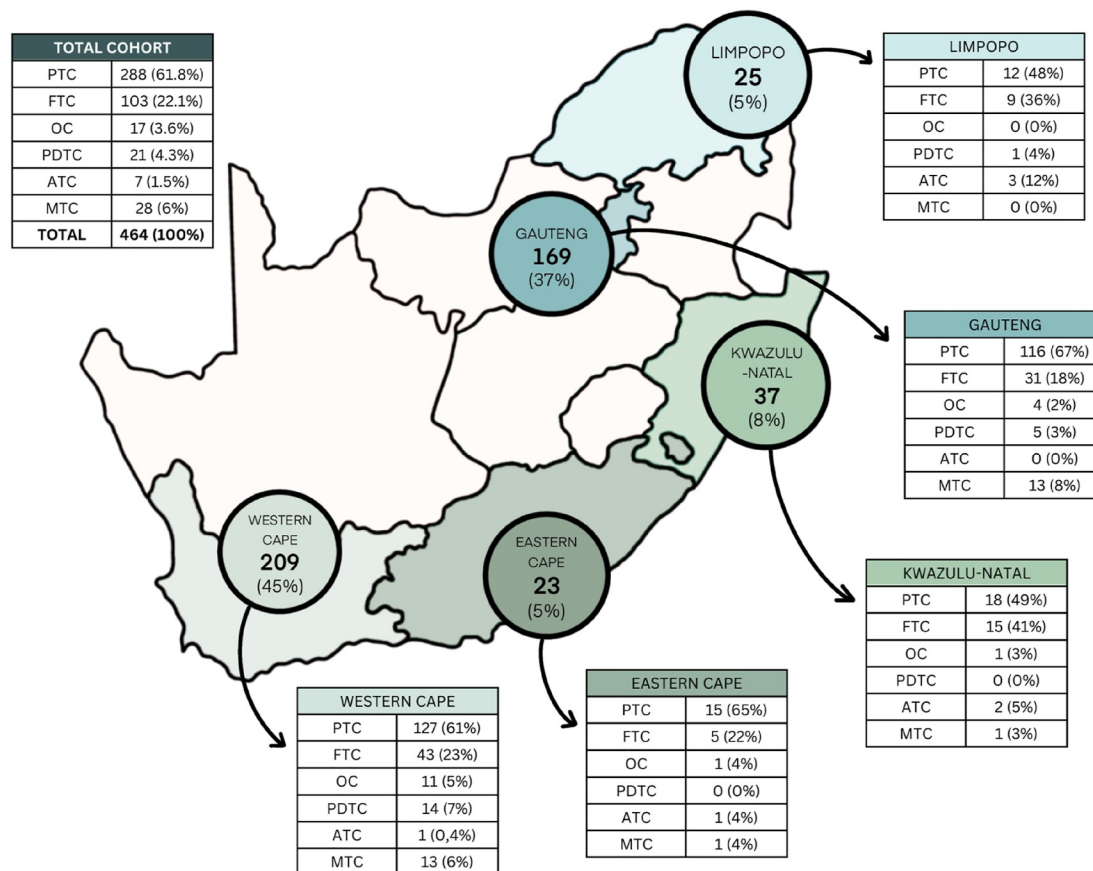 TOTAL COHORT
PTC 288 (61.8%)
FTC 103 (22.1%)
OC 17 (3.6%)
PDTC 21 (4.3%)
ATC 7 (1.5%)
MTC 28 (6%)
TOTAL 464 (100%)
LIMPOPO
25
(5%)
LIMPOPO
PTC 12 (48%)
FTC 9 (36%)
OC 0 (0%)
PDTC 1 (4%)
ATC 3 (12%)
MTC 0 (0%)
GAUTENG
169
(37%)
GAUTENG
PTC 116 (67%)
FTC 31 (18%)
OC 4 (2%)
PDTC 5 (3%)
ATC 0 (0%)
MTC 13 (8%)
KWAZULU
-NATAL
37
(8%)
KWAZULU-NATAL
PTC 18 (49%)
FTC 15 (41%)
OC 1 (3%)
PDTC 0 (0%)
ATC 2 (5%)
MTC 1 (3%)
WESTERN
CAPE
209
(45%)
WESTERN CAPE
PTC 127 (61%)
FTC 43 (23%)
OC 11 (5%)
PDTC 14 (7%)
ATC 1 (0,4%)
MTC 13 (6%)
EASTERN
CAPE
23
(5%)
EASTERN CAPE
PTC 15 (65%)
FTC 5 (22%)
OC 1 (4%)
PDTC 0 (0%)
ATC 1 (4%)
MTC 1 (4%)